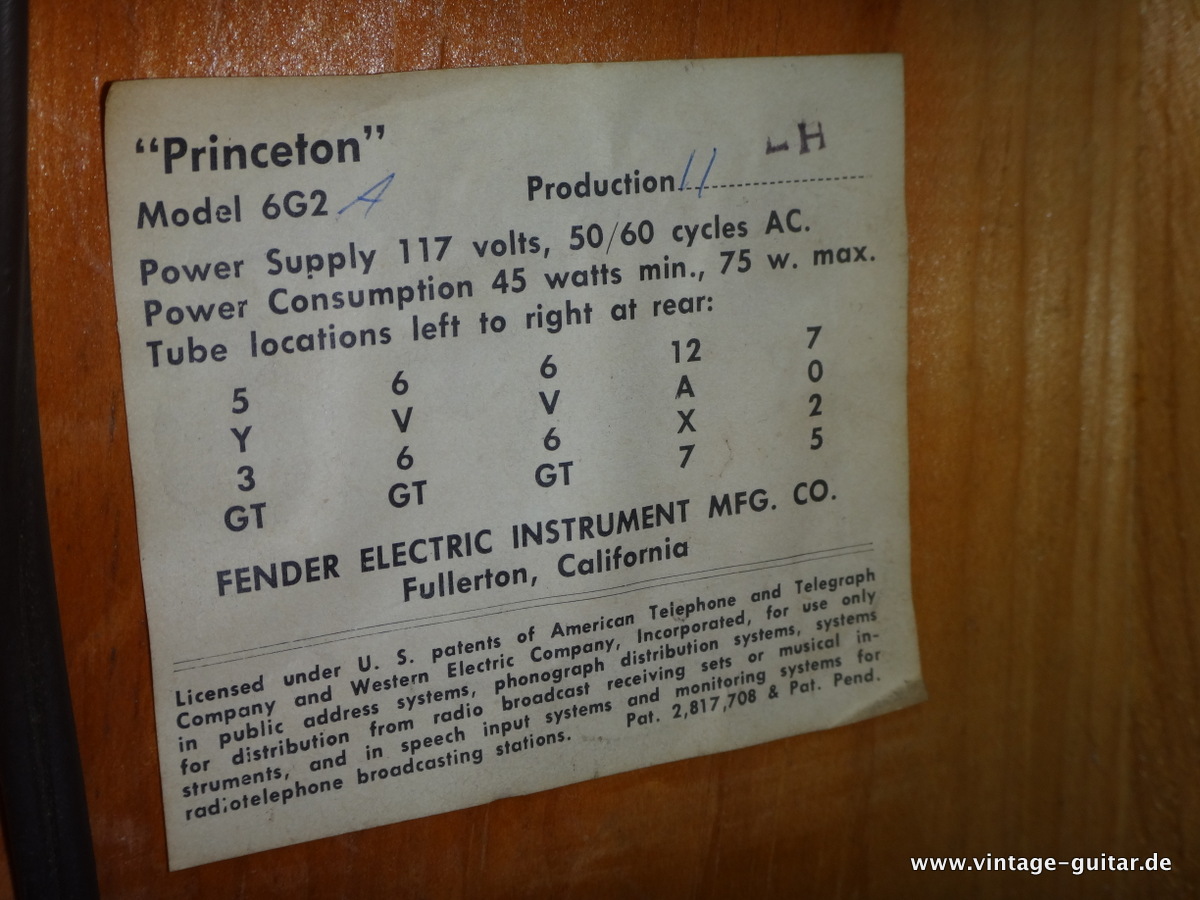 “Princeton”
Model 6G2 A
Production 11 H
Power Supply 117 volts, 50/60 cycles AC.
Power Consumption 45 watts min., 75 w. max.
Tube locations left to right at rear:
5 6 6 12 7
Y V V A 0
3 6 6 X 2
GT GT GT 7 5
FENDER ELECTRIC INSTRUMENT MFG. CO.
Fullerton, California
Licensed under U. S. patents of American Telephone and Telegraph
Company and Western Electric Company, Incorporated, for use only
in public address systems, phonograph distribution systems, systems
for distribution from radio broadcast receiving sets or musical in-
struments, and in speech input systems and monitoring systems for
radiotelephone broadcasting stations. Pat. 2,817,708 & Pat. Pend.
www.vintage-guitar.de